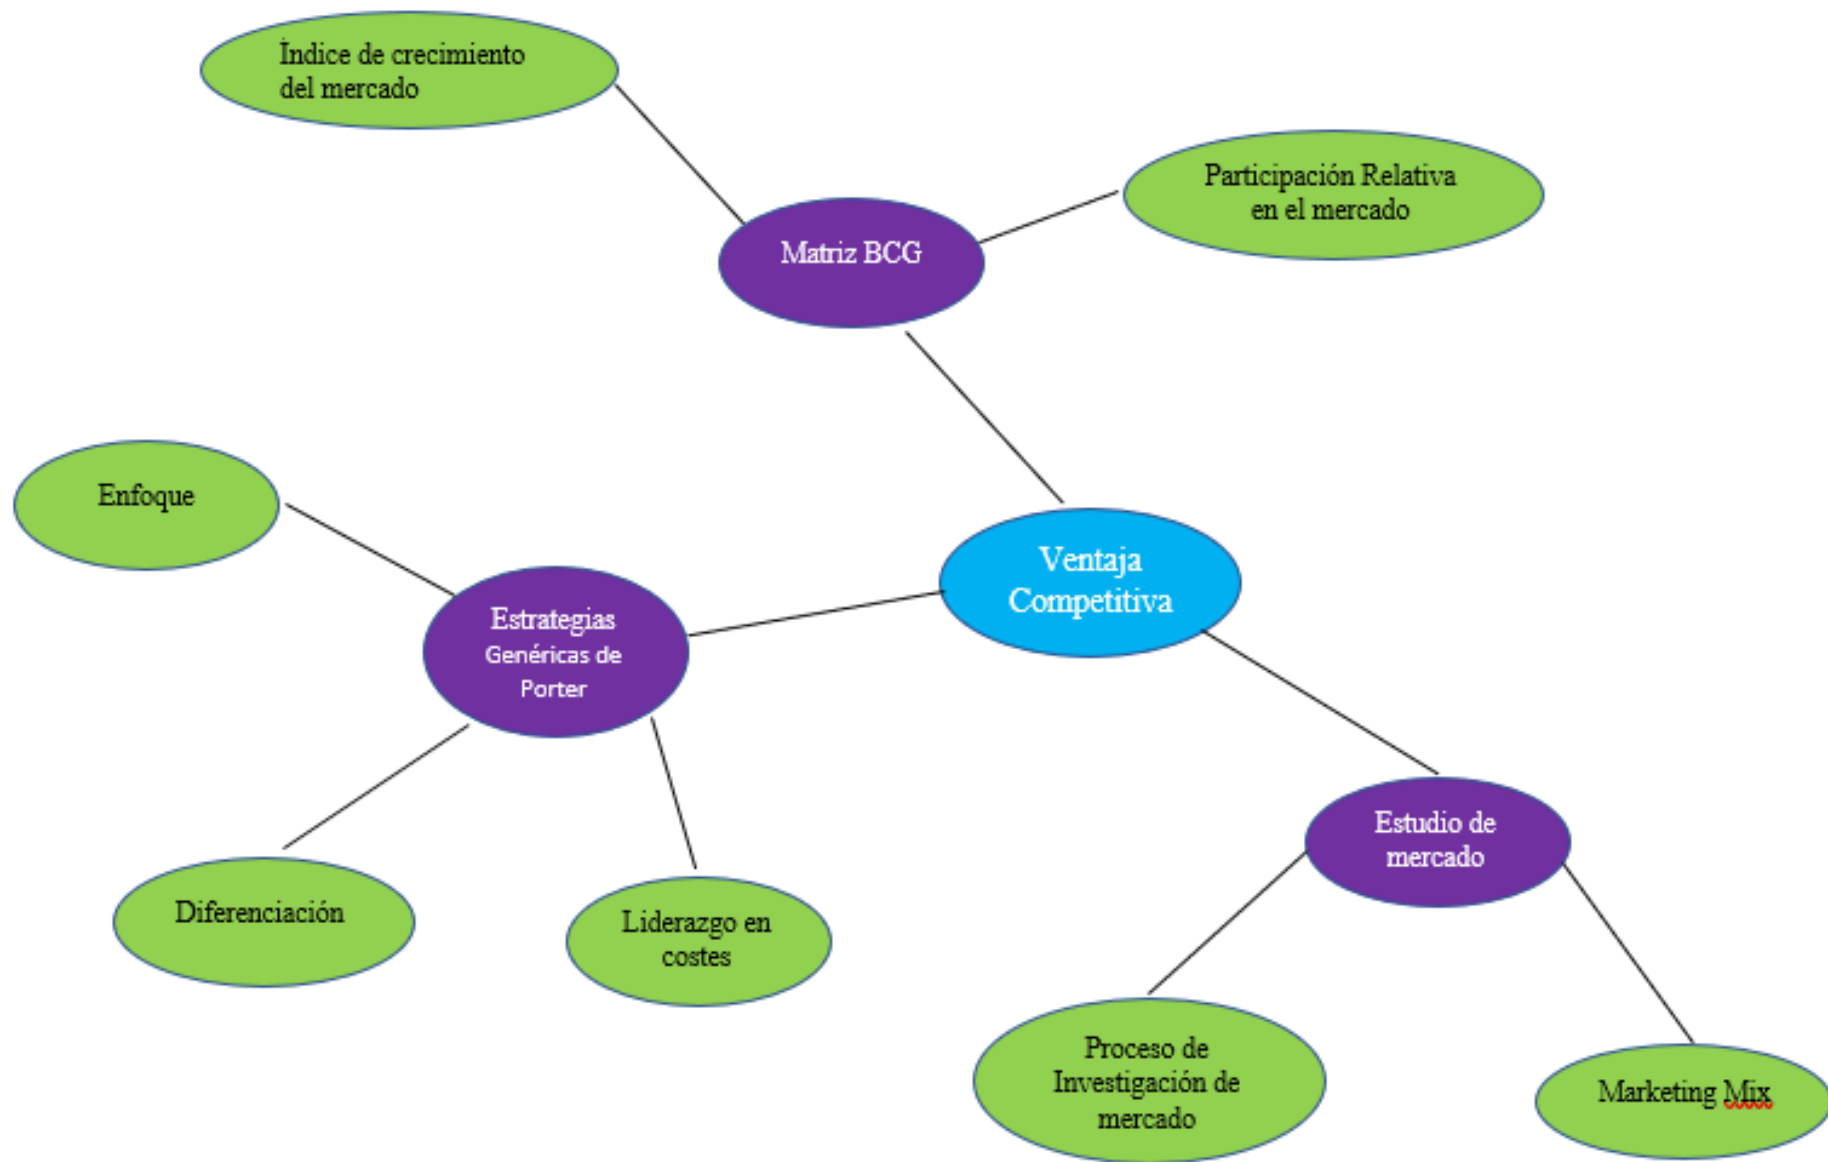 Índice de crecimiento
del mercado
Participación Relativa
en el mercado
Matriz BCG
Enfoque
Ventaja
Competitiva
Estrategias
Genéricas de
Porter
Estudio de
mercado
Diferenciación
Liderazgo en
costes
Proceso de
Investigación de
mercado
Marketing Mix